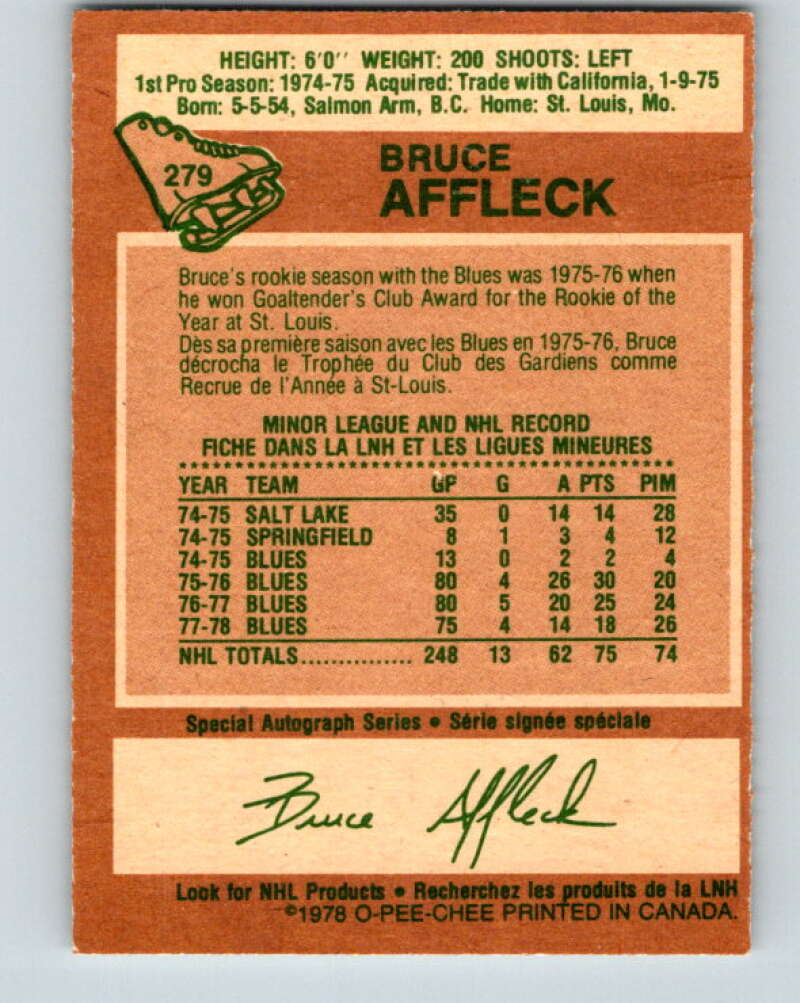 HEIGHT: 6'0'' WEIGHT: 200 SHOOTS: LEFT
1st Pro Season: 1974-75 Acquired: Trade with California, 1-9-75
Born: 5-5-54, Salmon Arm, B.C. Home: St. Louis, Mo.
279
BRUCE
AFFLECK
Bruce's rookie season with the Blues was 1975-76 when
he won Goaltender's Club Award for the Rookie of the
Year at St. Louis.
Dès sa première saison avec les Blues en 1975-76, Bruce
décrocha le Trophée du Club des Gardiens comme
Recrue de l'Année à St-Louis.
MINOR LEAGUE AND NHL RECORD
FICHE DANS LA LNH ET LES LIGUES MINEURES
YEAR TEAM GP G A PTS PIM
74-75 SALT LAKE 35 0 14 14 28
74-75 SPRINGFIELD 8 1 3 4 12
74-75 BLUES 13 0 2 2 4
75-76 BLUES 80 4 26 30 20
76-77 BLUES 80 5 20 25 24
77-78 BLUES 75 4 14 18 26
NHL TOTALS............... 248 13 62 75 74
Special Autograph Series • Série signée spéciale
Bruce Affleck
Look for NHL Products • Recherchez les produits de la LNH
©1978 O-PEE-CHEE PRINTED IN CANADA.